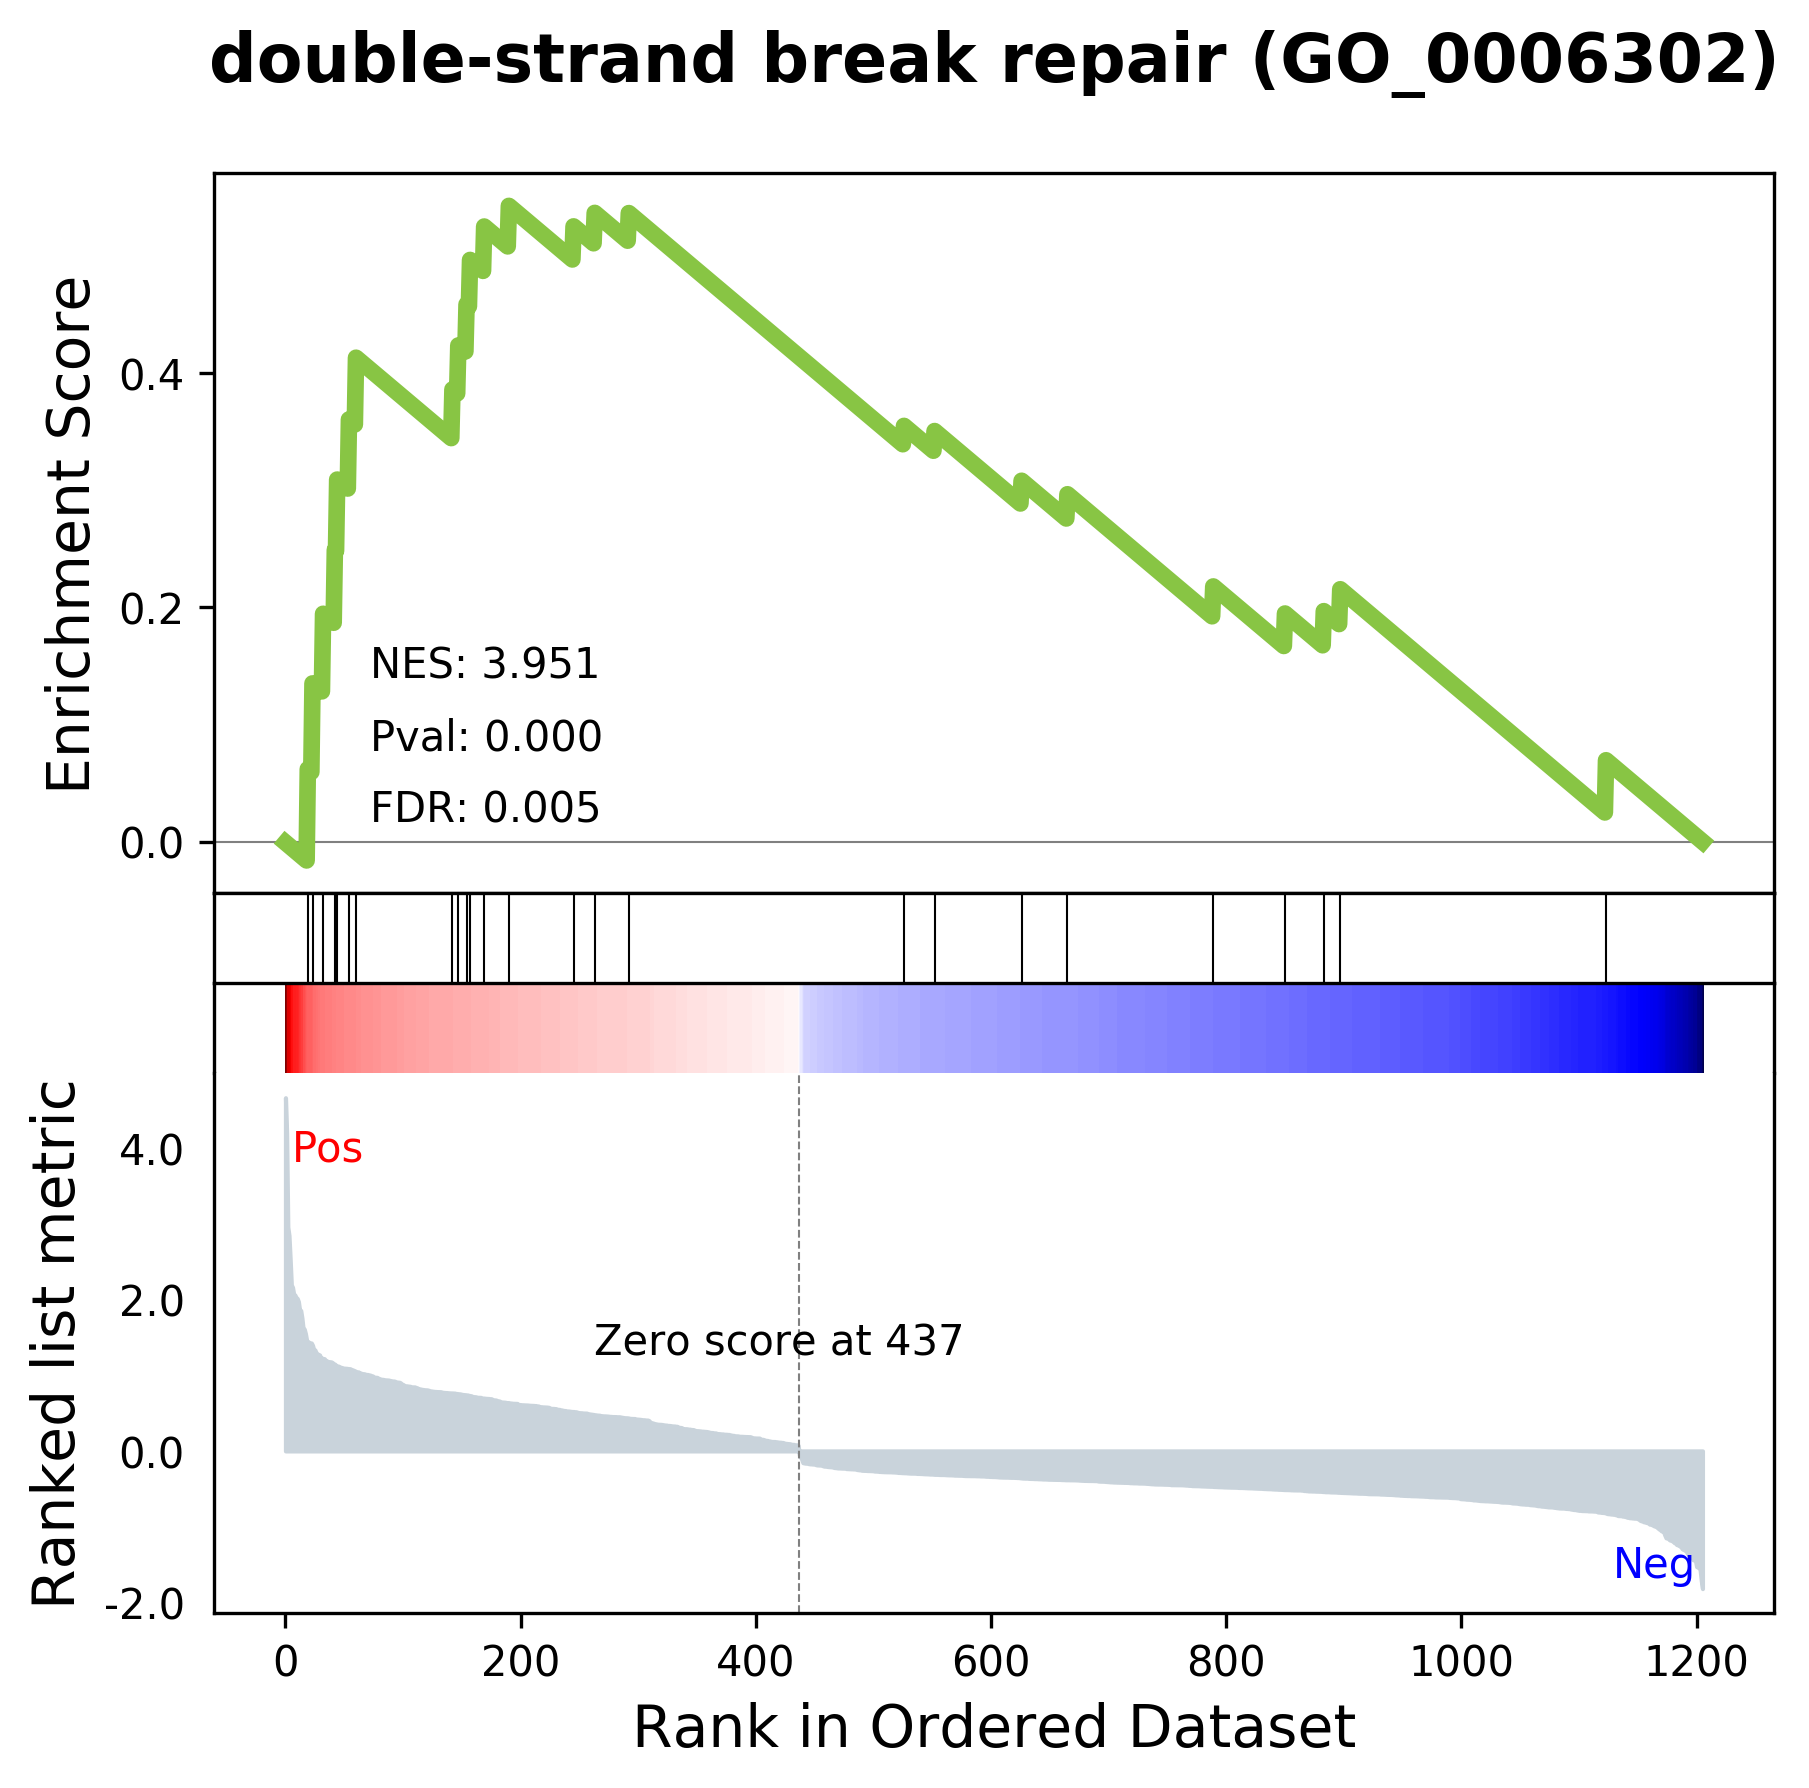 double-strand break repair (GO_0006302)
Enrichment Score
0.4
0.2
0.0
NES: 3.951
Pval: 0.000
FDR: 0.005
Ranked list metric
4.0
2.0
0.0
-2.0
Pos
Zero score at 437
Neg
0 200 400 600 800 1000 1200
Rank in Ordered Dataset